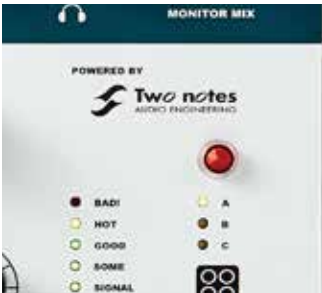 MONITOR MIX
POWERED BY
Two notes
AUDIO ENGINEERING
BAD! A
HOT B
GOOD C
SOME
SIGNAL